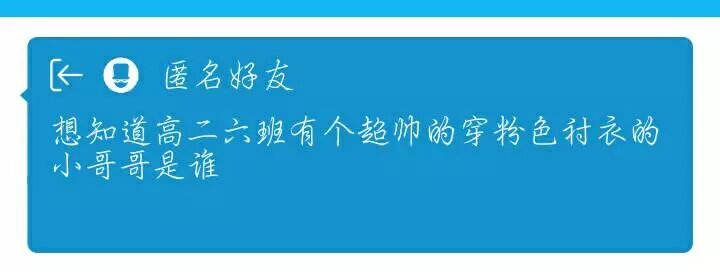 匿名好友
想知道高二六班有个超帅的穿粉色衬衣的
小哥哥是谁